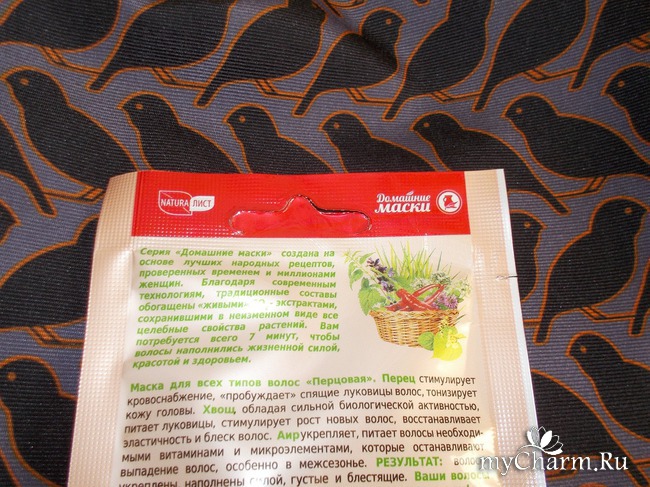 NATURA ЛИСТ
Домашние
маски
Серия «Домашние маски» создана на
основе лучших народных рецептов,
проверенных временем и миллионами
женщин. Благодаря современным
технологиям, традиционные составы
обогащены «живыми» - экстрактами,
сохранившими в неизменном виде все
целебные свойства растений. Вам
потребуется всего 7 минут, чтобы
волосы наполнились жизненной силой,
красотой и здоровьем.
Маска для всех типов волос «Перцовая». Перец стимулирует
кровоснабжение, «пробуждает» спящие луковицы волос, тонизирует
кожу головы. Хвощ, обладая сильной биологической активностью,
питает луковицы, стимулирует рост новых волос, восстанавливает
эластичность и блеск волос. Аир укрепляет, питает волосы необходи-
мыми витаминами и микроэлементами, которые останавливают
выпадение волос, особенно в межсезонье. РЕЗУЛЬТАТ: воло
укреплены, наполнены силой, густые и блестящие. Ваши волосы
myCharm.Ru